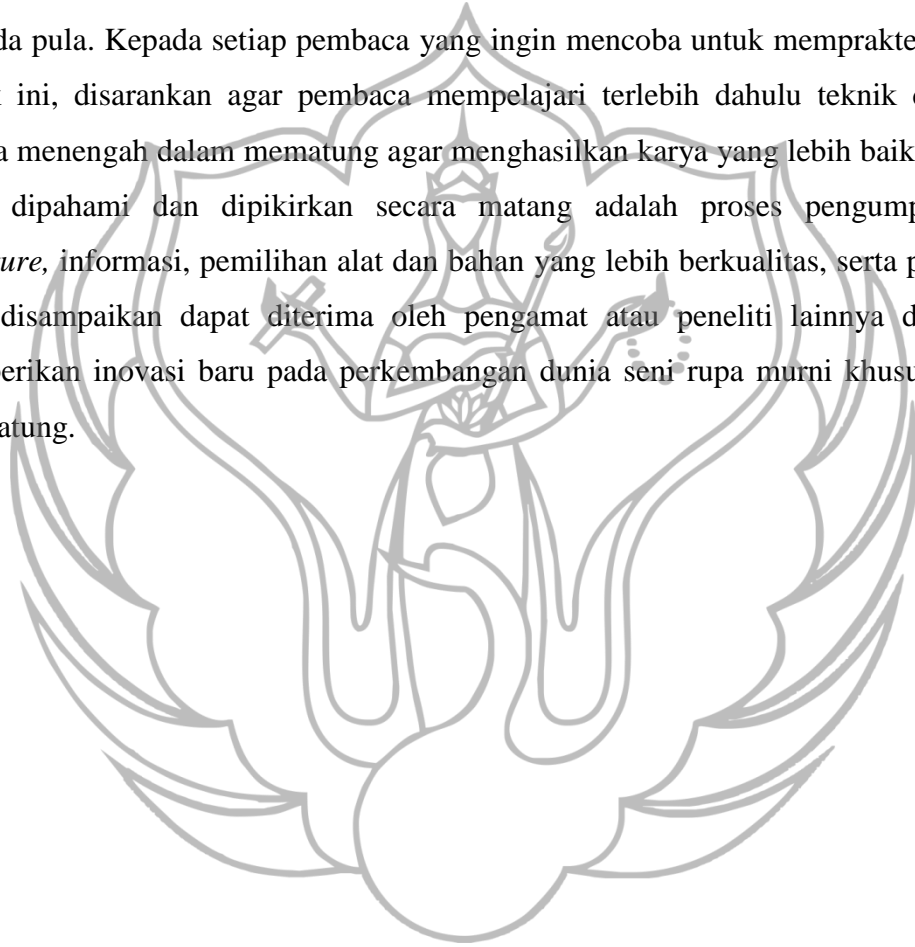 da pula. Kepada setiap pembaca yang ingin mencoba untuk memprakte
ini, disarankan agar pembaca mempelajari terlebih dahulu teknik
a menengah dalam mematung agar menghasilkan karya yang lebih baik
dipahami dan dipikirkan secara matang adalah proses pengump
ure, informasi, pemilihan alat dan bahan yang lebih berkualitas, serta p
disampaikan dapat diterima oleh pengamat atau peneliti lainnya d
erikan inovasi baru pada perkembangan dunia seni rupa murni khusu
atung.